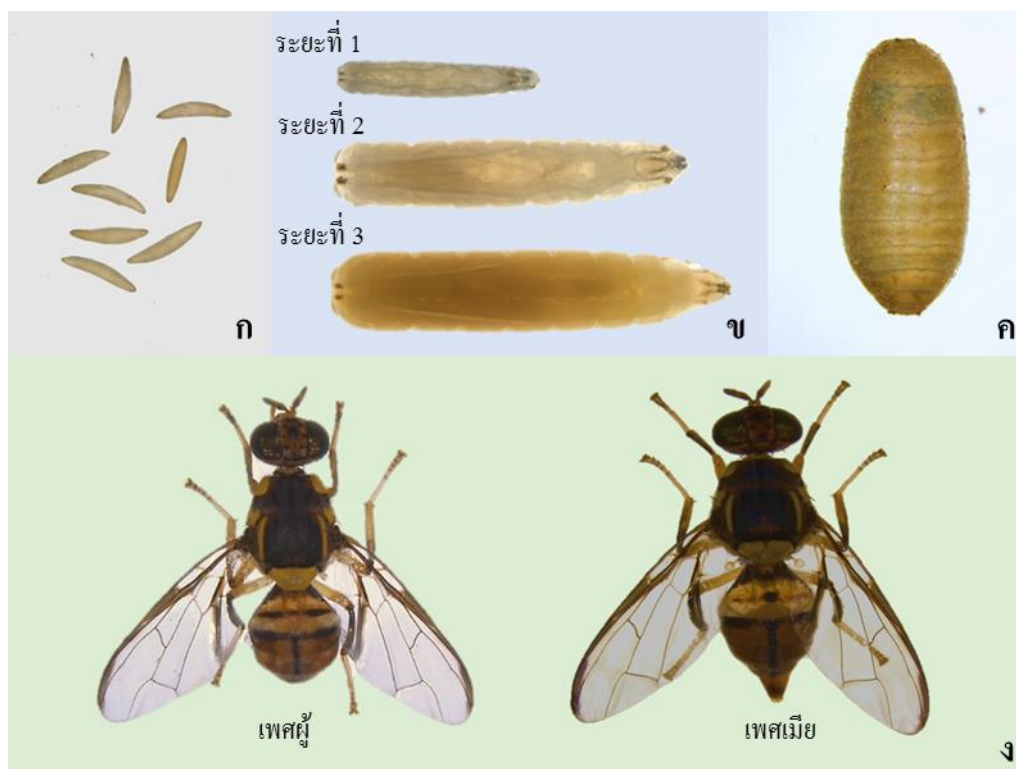 ระยะที่ 1
ระยะที่ 2
ระยะที่ 3
ก
ข
ค
เพศผู้
เพศเมีย
ง